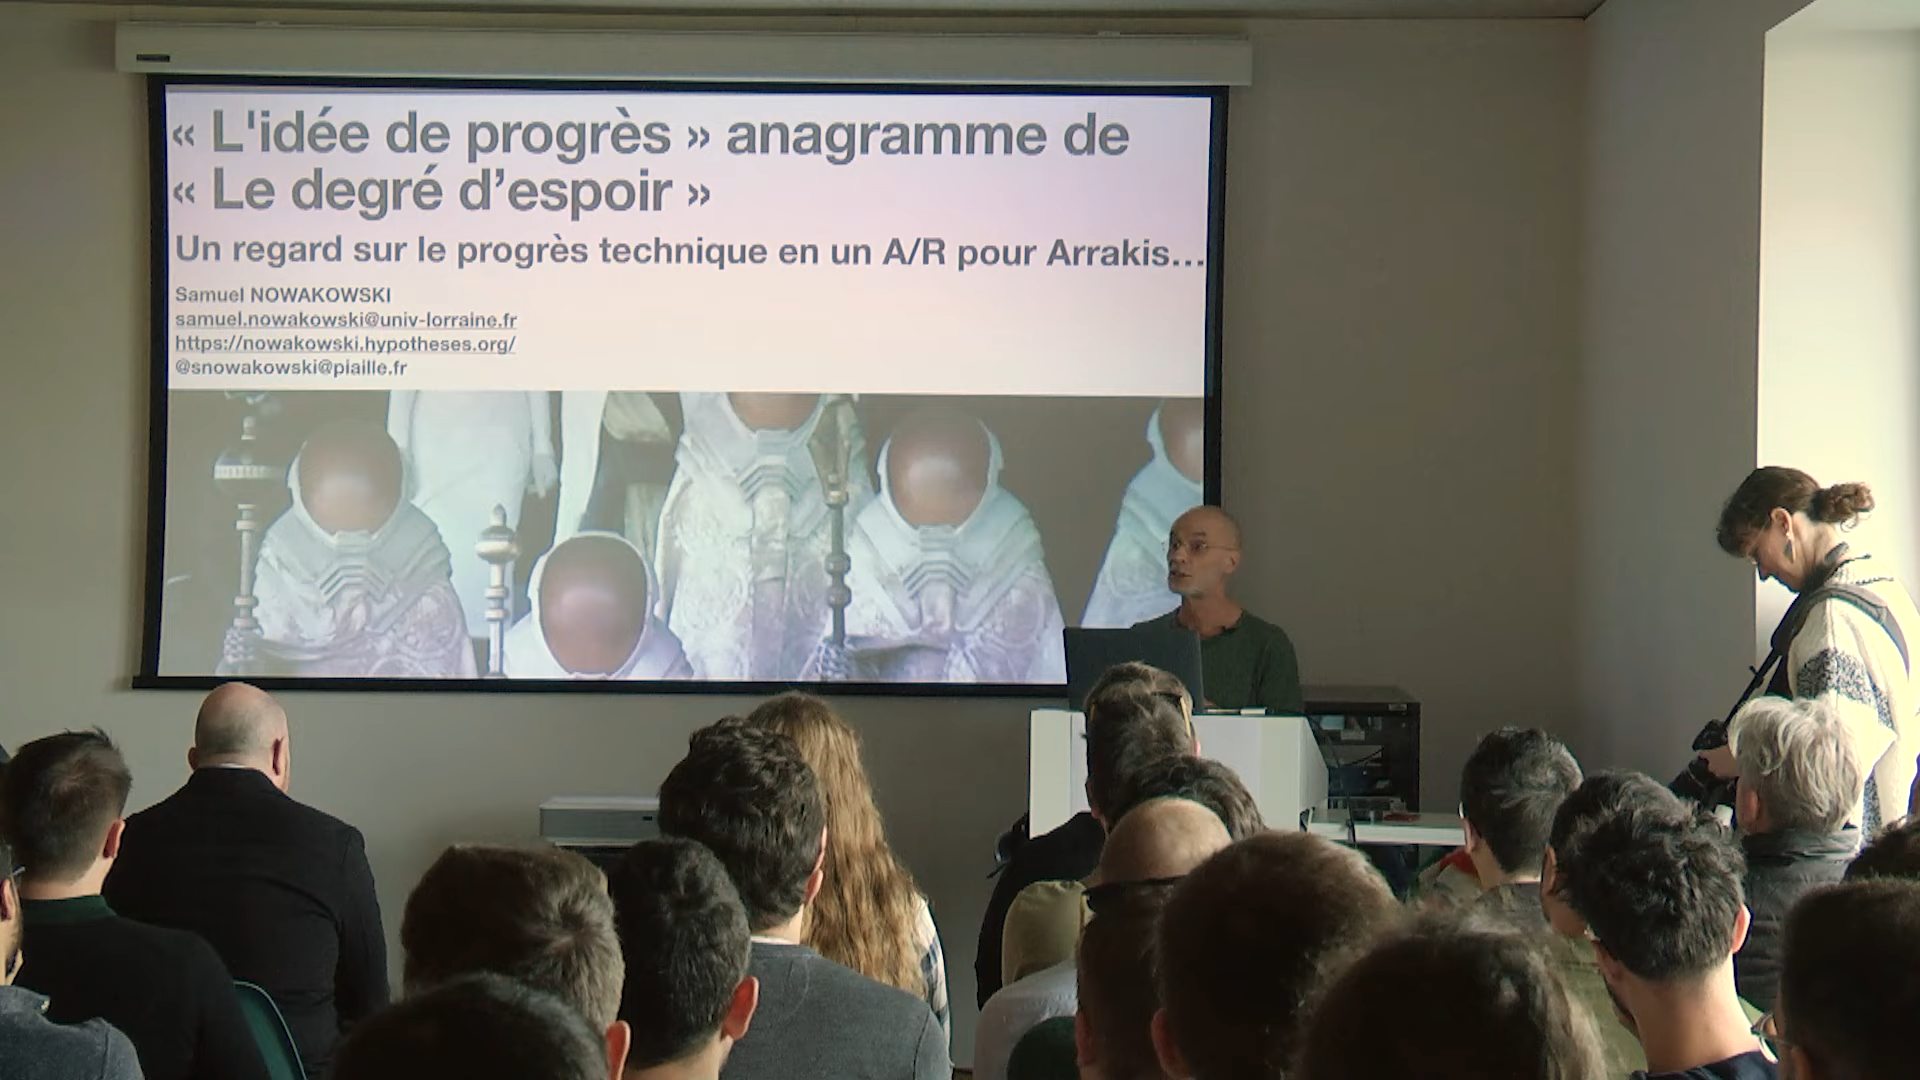 « L'idée de progrès » anagramme de
« Le degré d’espoir »
Un regard sur le progrès technique en un A/R pour Arrakis…
Samuel NOWAKOWSKI
samuel.nowakowski@univ-lorraine.fr
https://nowakowski.hypotheses.org/
@snowakowski@piaille.fr